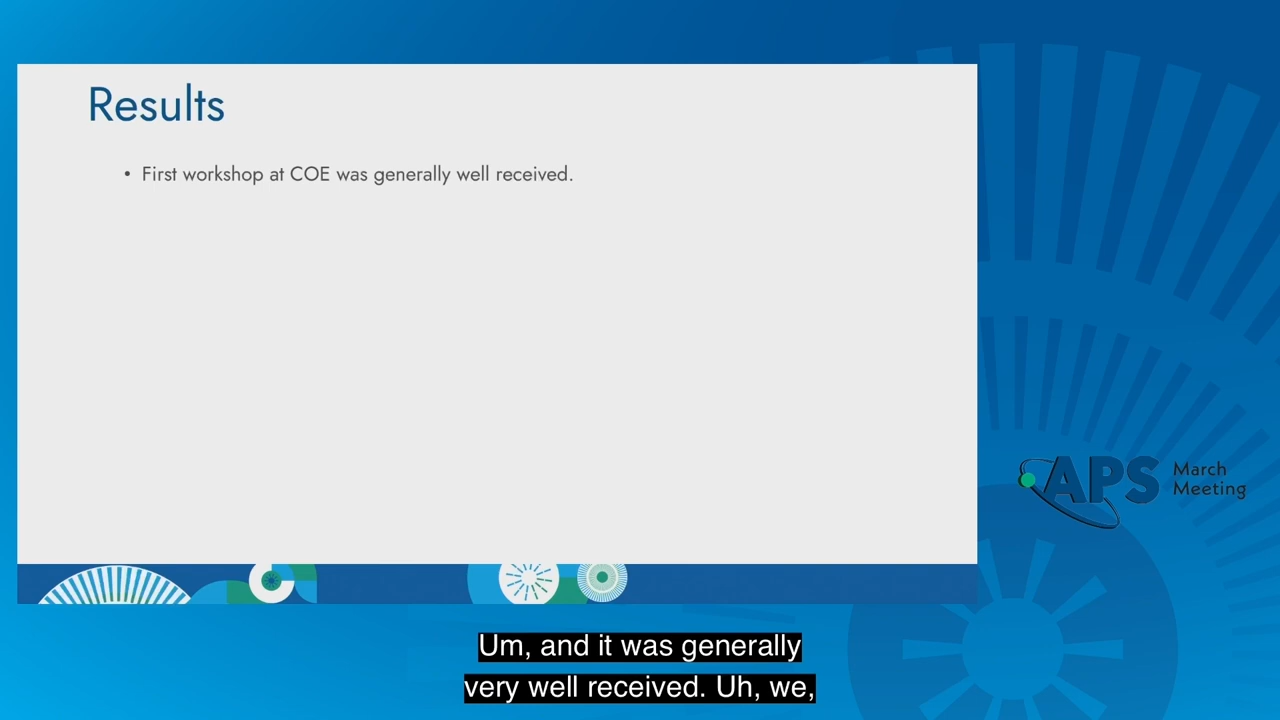 Results
• First workshop at COE was generally well received.
APS March
Meeting
Um, and it was generally
very well received. Uh, we,